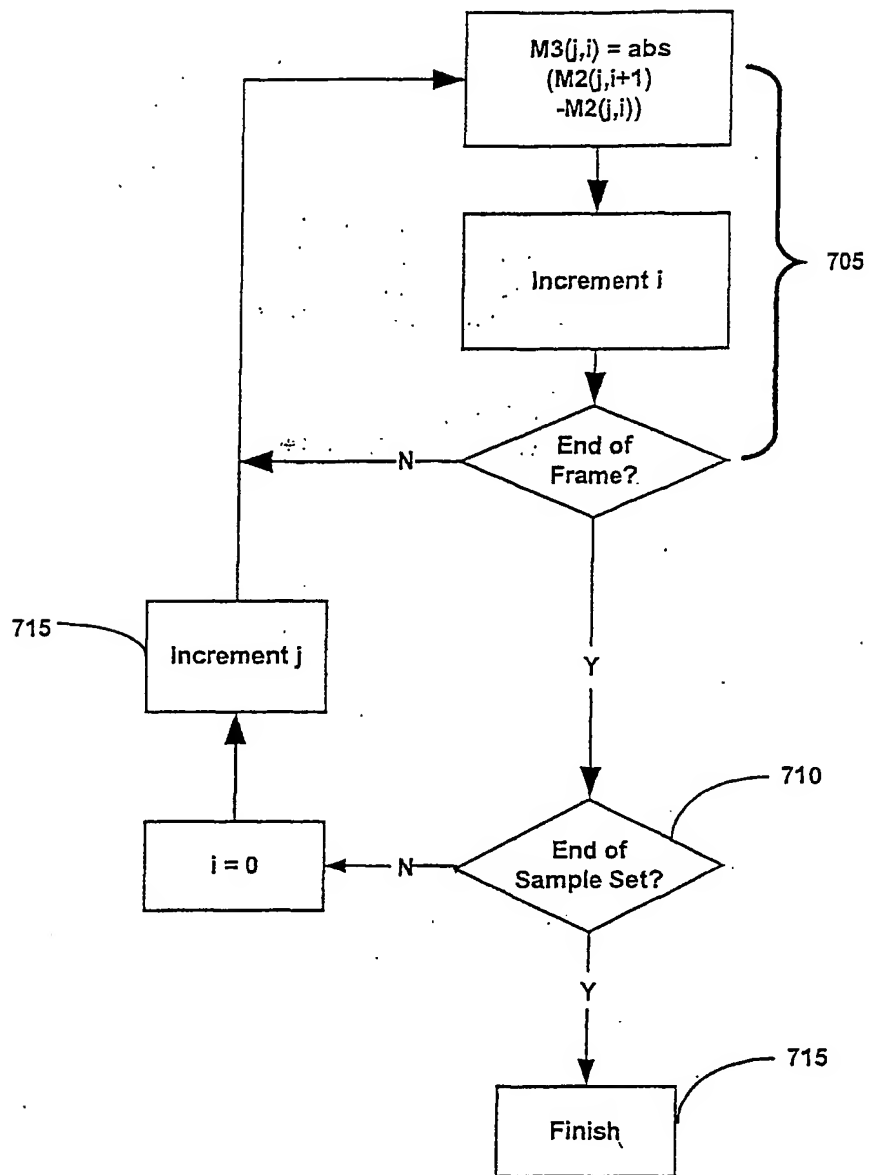 M3(j,i) = abs
(M2(j,i+1)
-M2(j,i))
705
Increment i
End of
Frame?
N
715
Increment j
Y
710
i = 0
N
End of
Sample Set?
Y
715
Finish